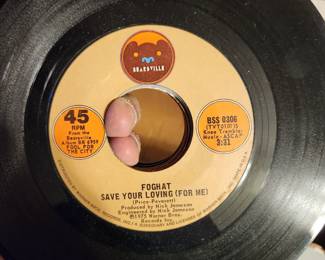 BEARSVILLE
45
RPM
From the
Bearsville
Album BR 6959
FOOL FOR
THE CITY
BSS 0306
Knee Trembler
Music - ASCAP
3:31
FOGHAT
SAVE YOUR LOVING (FOR ME)
(Price-Peverett)
Produced by Nick Jameson
Engineered by Nick Jameson
Ⓟ1975 Warner Bros.
Records Inc.